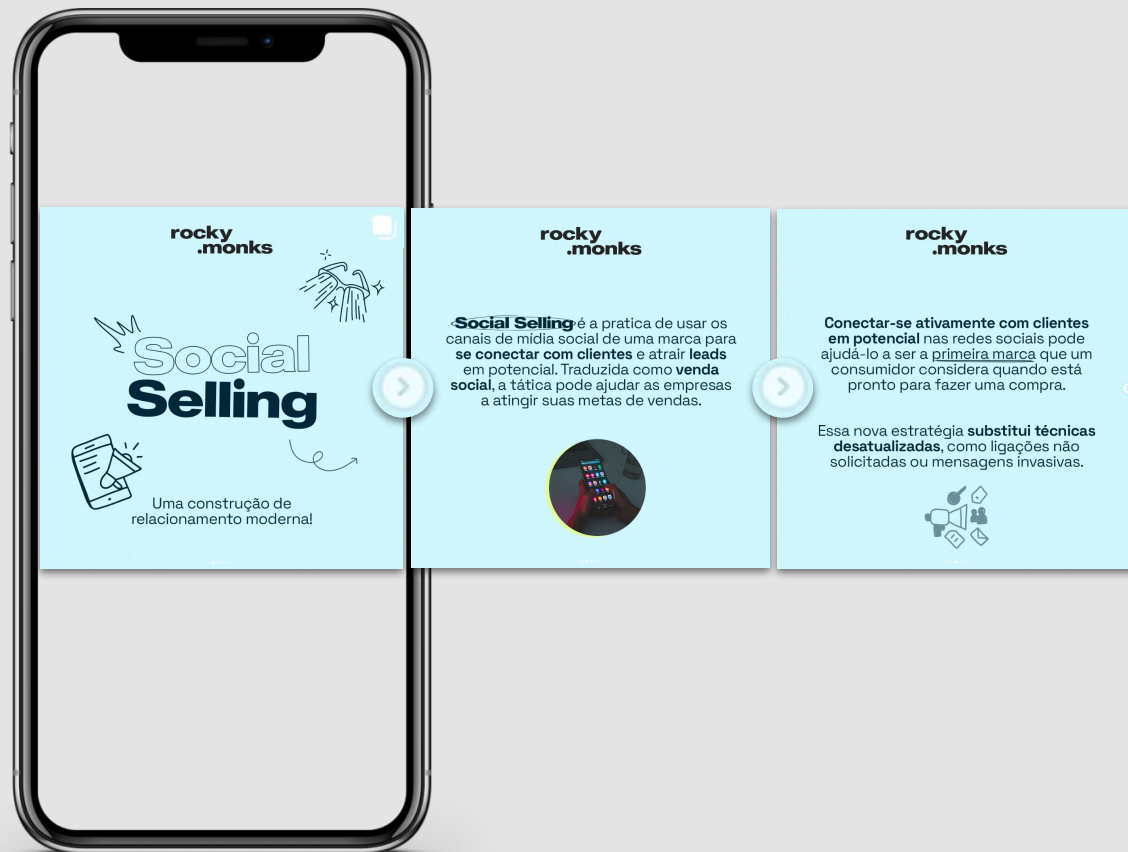 rocky
.monks
Social
Selling
Uma construção de
relacionamento moderna!
rocky
.monks
Social Selling é a pratica de usar os
canais de mídia social de uma marca para
se conectar com clientes e atrair leads
em potencial. Traduzida como venda
social, a tática pode ajudar as empresas
a atingir suas metas de vendas.
rocky
.monks
Conectar-se ativamente com clientes
em potencial nas redes sociais pode
ajudá-lo a ser a primeira marca que um
consumidor considera quando está
pronto para fazer uma compra.
Essa nova estratégia substitui técnicas
desatualizadas, como ligações não
solicitadas ou mensagens invasivas.